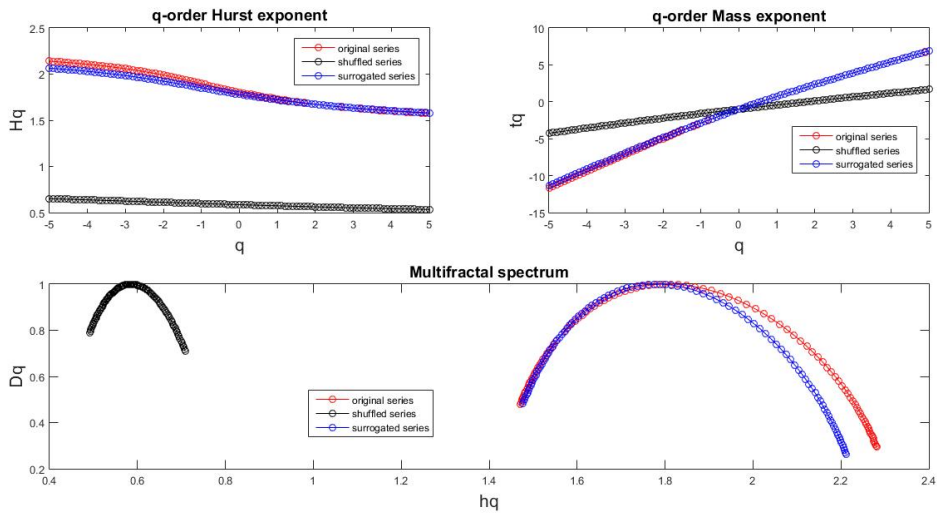 q-order Hurst exponent
2.5
2
1.5
1
0.5
Hq
original series
shuffled series
surrogated series
-5 -4 -3 -2 -1 0 1 2 3 4 5
q
q-order Mass exponent
10
5
0
-5
-10
-15
tq
original series
shuffled series
surrogated series
-5 -4 -3 -2 -1 0 1 2 3 4 5
q
Multifractal spectrum
1
0.8
0.6
0.4
0.2
Dq
original series
shuffled series
surrogated series
0.4 0.6 0.8 1 1.2 1.4 1.6 1.8 2 2.2 2.4
hq